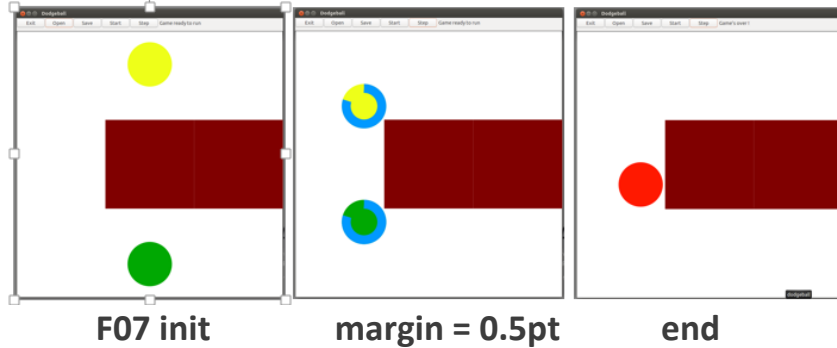 Dodgeball
Exit Open Save Start Step Game ready to run
Dodgeball
Exit Open Save Start Step Game ready to run
Dodgeball
Exit Open Save Start Step Game's over !
Dodgeball
F07 init
margin = 0.5pt
end